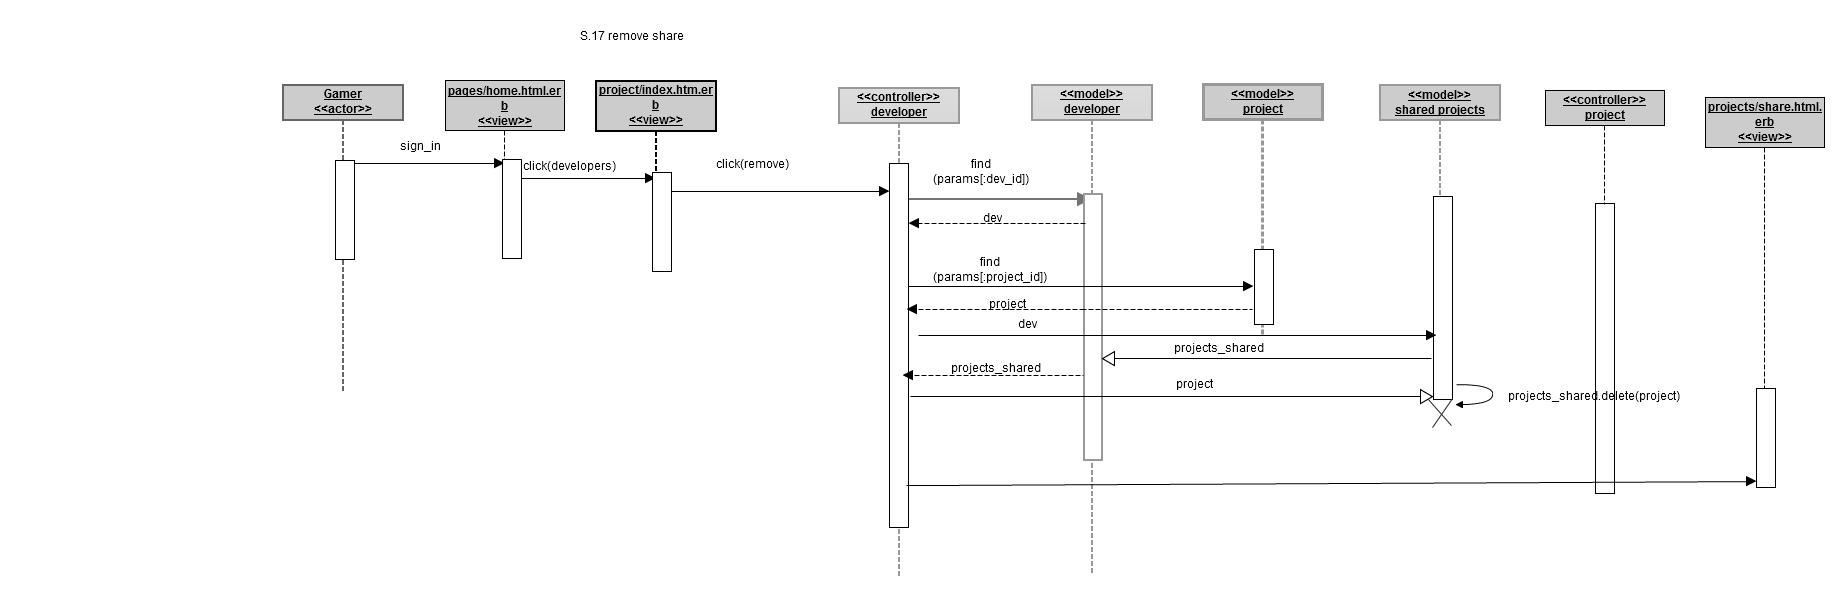 S.17 remove share
Gamer
<<actor>>
pages/home.html.er
b
<<view>>
project/index.htm.er
b
<<view>>
<<controller>>
developer
<<model>>
developer
<<model>>
project
<<model>>
shared projects
<<controller>>
project
projects/share.html.
erb
<<view>>
sign_in
click(developers)
click(remove)
find
(params[:dev_id])
dev
find
(params[:project_id])
project
dev
projects_shared
projects_shared
project
projects_shared.delete(project)